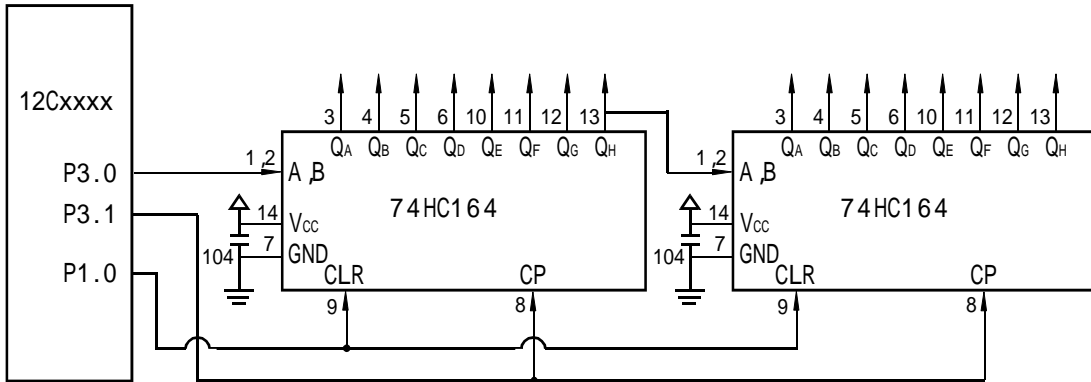 12Cxxxx
P3.0
P3.1
P1.0
3 4 5 6 10 11 12 13
QA QB QC QD QE QF QG QH
1,2
A,B
74HC164
14
VCC
7
GND
104
CLR
CP
9
8
3 4 5 6 10 11 12 13
QA QB QC QD QE QF QG QH
1,2
A,B
74HC164
14
VCC
7
GND
104
CLR
CP
9
8